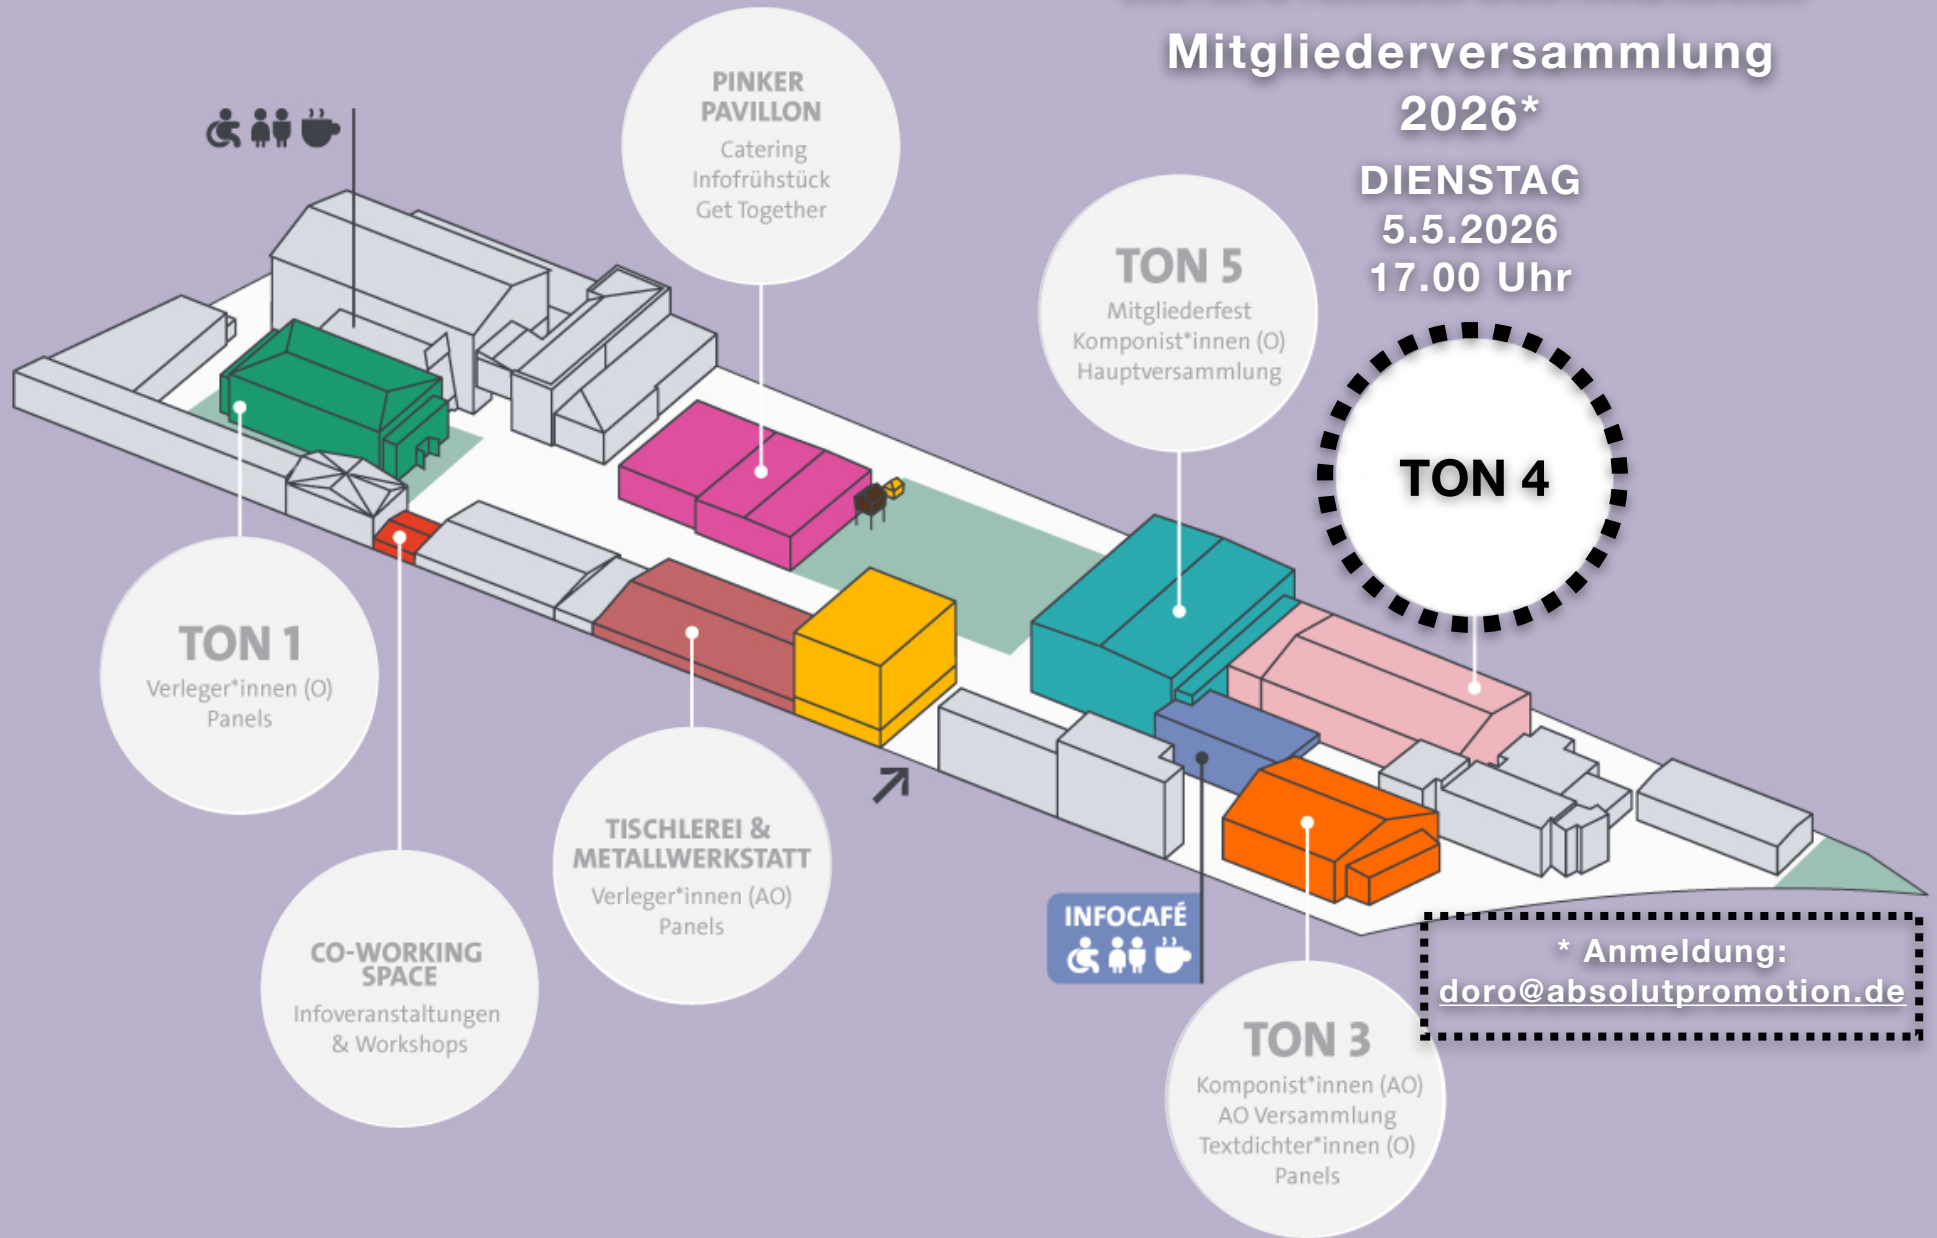 Mitgliederversammlung
2026*
DIENSTAG
5.5.2026
17.00 Uhr
PINKER
PAVILLON
Catering
Infofrühstück
Get Together
TON 5
Mitgliederfest
Komponist*innen (O)
Hauptversammlung
TON 4
TON 1
Verleger*innen (O)
Panels
TISCHLEREI &
METALLWERKSTATT
Verleger*innen (AO)
Panels
CO-WORKING
SPACE
Infoveranstaltungen
& Workshops
INFOCAFÉ
* Anmeldung:
doro@absolutpromotion.de
TON 3
Komponist*innen (AO)
AO Versammlung
Textdichter*innen (O)
Panels